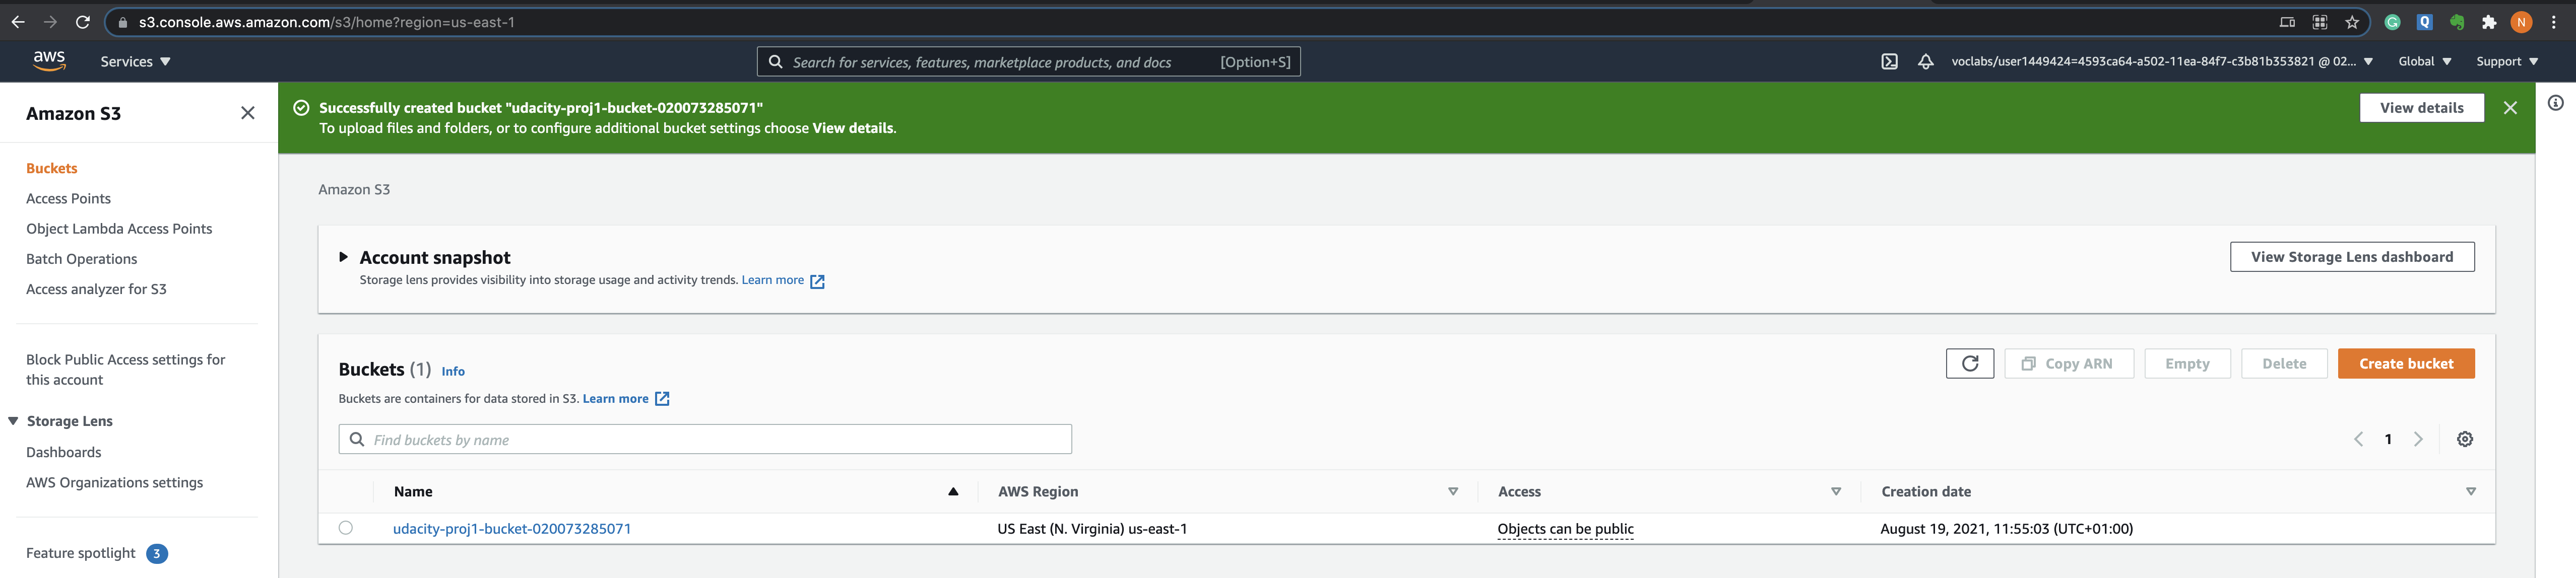 s3.console.aws.amazon.com/s3/home?region=us-east-1
N
aws
Services
Search for services, features, marketplace products, and docs
[Option+S]
voclabs/user1449424=4593ca64-a502-11ea-84f7-c3b81b353821 @ 02...
Global
Support
Amazon S3
Buckets
Access Points
Object Lambda Access Points
Batch Operations
Access analyzer for S3
Block Public Access settings for
this account
Storage Lens
Dashboards
AWS Organizations settings
Feature spotlight 3
Successfully created bucket "udacity-proj1-bucket-020073285071"
To upload files and folders, or to configure additional bucket settings choose View details.
View details
Amazon S3
Account snapshot
Storage lens provides visibility into storage usage and activity trends. Learn more
View Storage Lens dashboard
Buckets (1) Info
Buckets are containers for data stored in S3. Learn more
Copy ARN
Empty
Delete
Create bucket
Find buckets by name
1
Name AWS Region Access Creation date
udacity-proj1-bucket-020073285071 US East (N. Virginia) us-east-1 Objects can be public August 19, 2021, 11:55:03 (UTC+01:00)